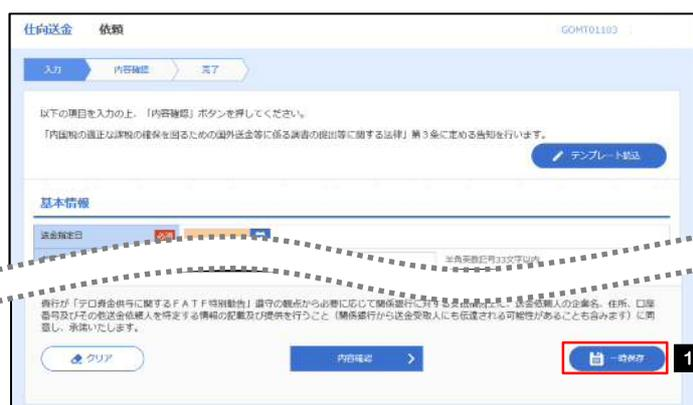 仕向送金 依頼
GOMT01103
入力 内容確認 完了
以下の項目を入力の上、「内容確認」ボタンを押してください。
「内国税の適正な課税の確保を図るための国外送金等に係る調書の提出等に関する法律」第3条に定める告知を行います。
テンプレート読込
基本情報
送金指定日 必須
半角英数記号33文字以内
貴行が「テロ資金供与に関するFATF特別勧告」遵守の観点から必要に応じて関係銀行に対する支払指図上に、送金依頼人の企業名、住所、口座
番号及びその他送金依頼人を特定する情報の記載及び提供を行うこと(関係銀行から送金受取人にも伝達される可能性があることも含みます)に同
意し、承諾いたします。
クリア
内容確認
一時保存
1